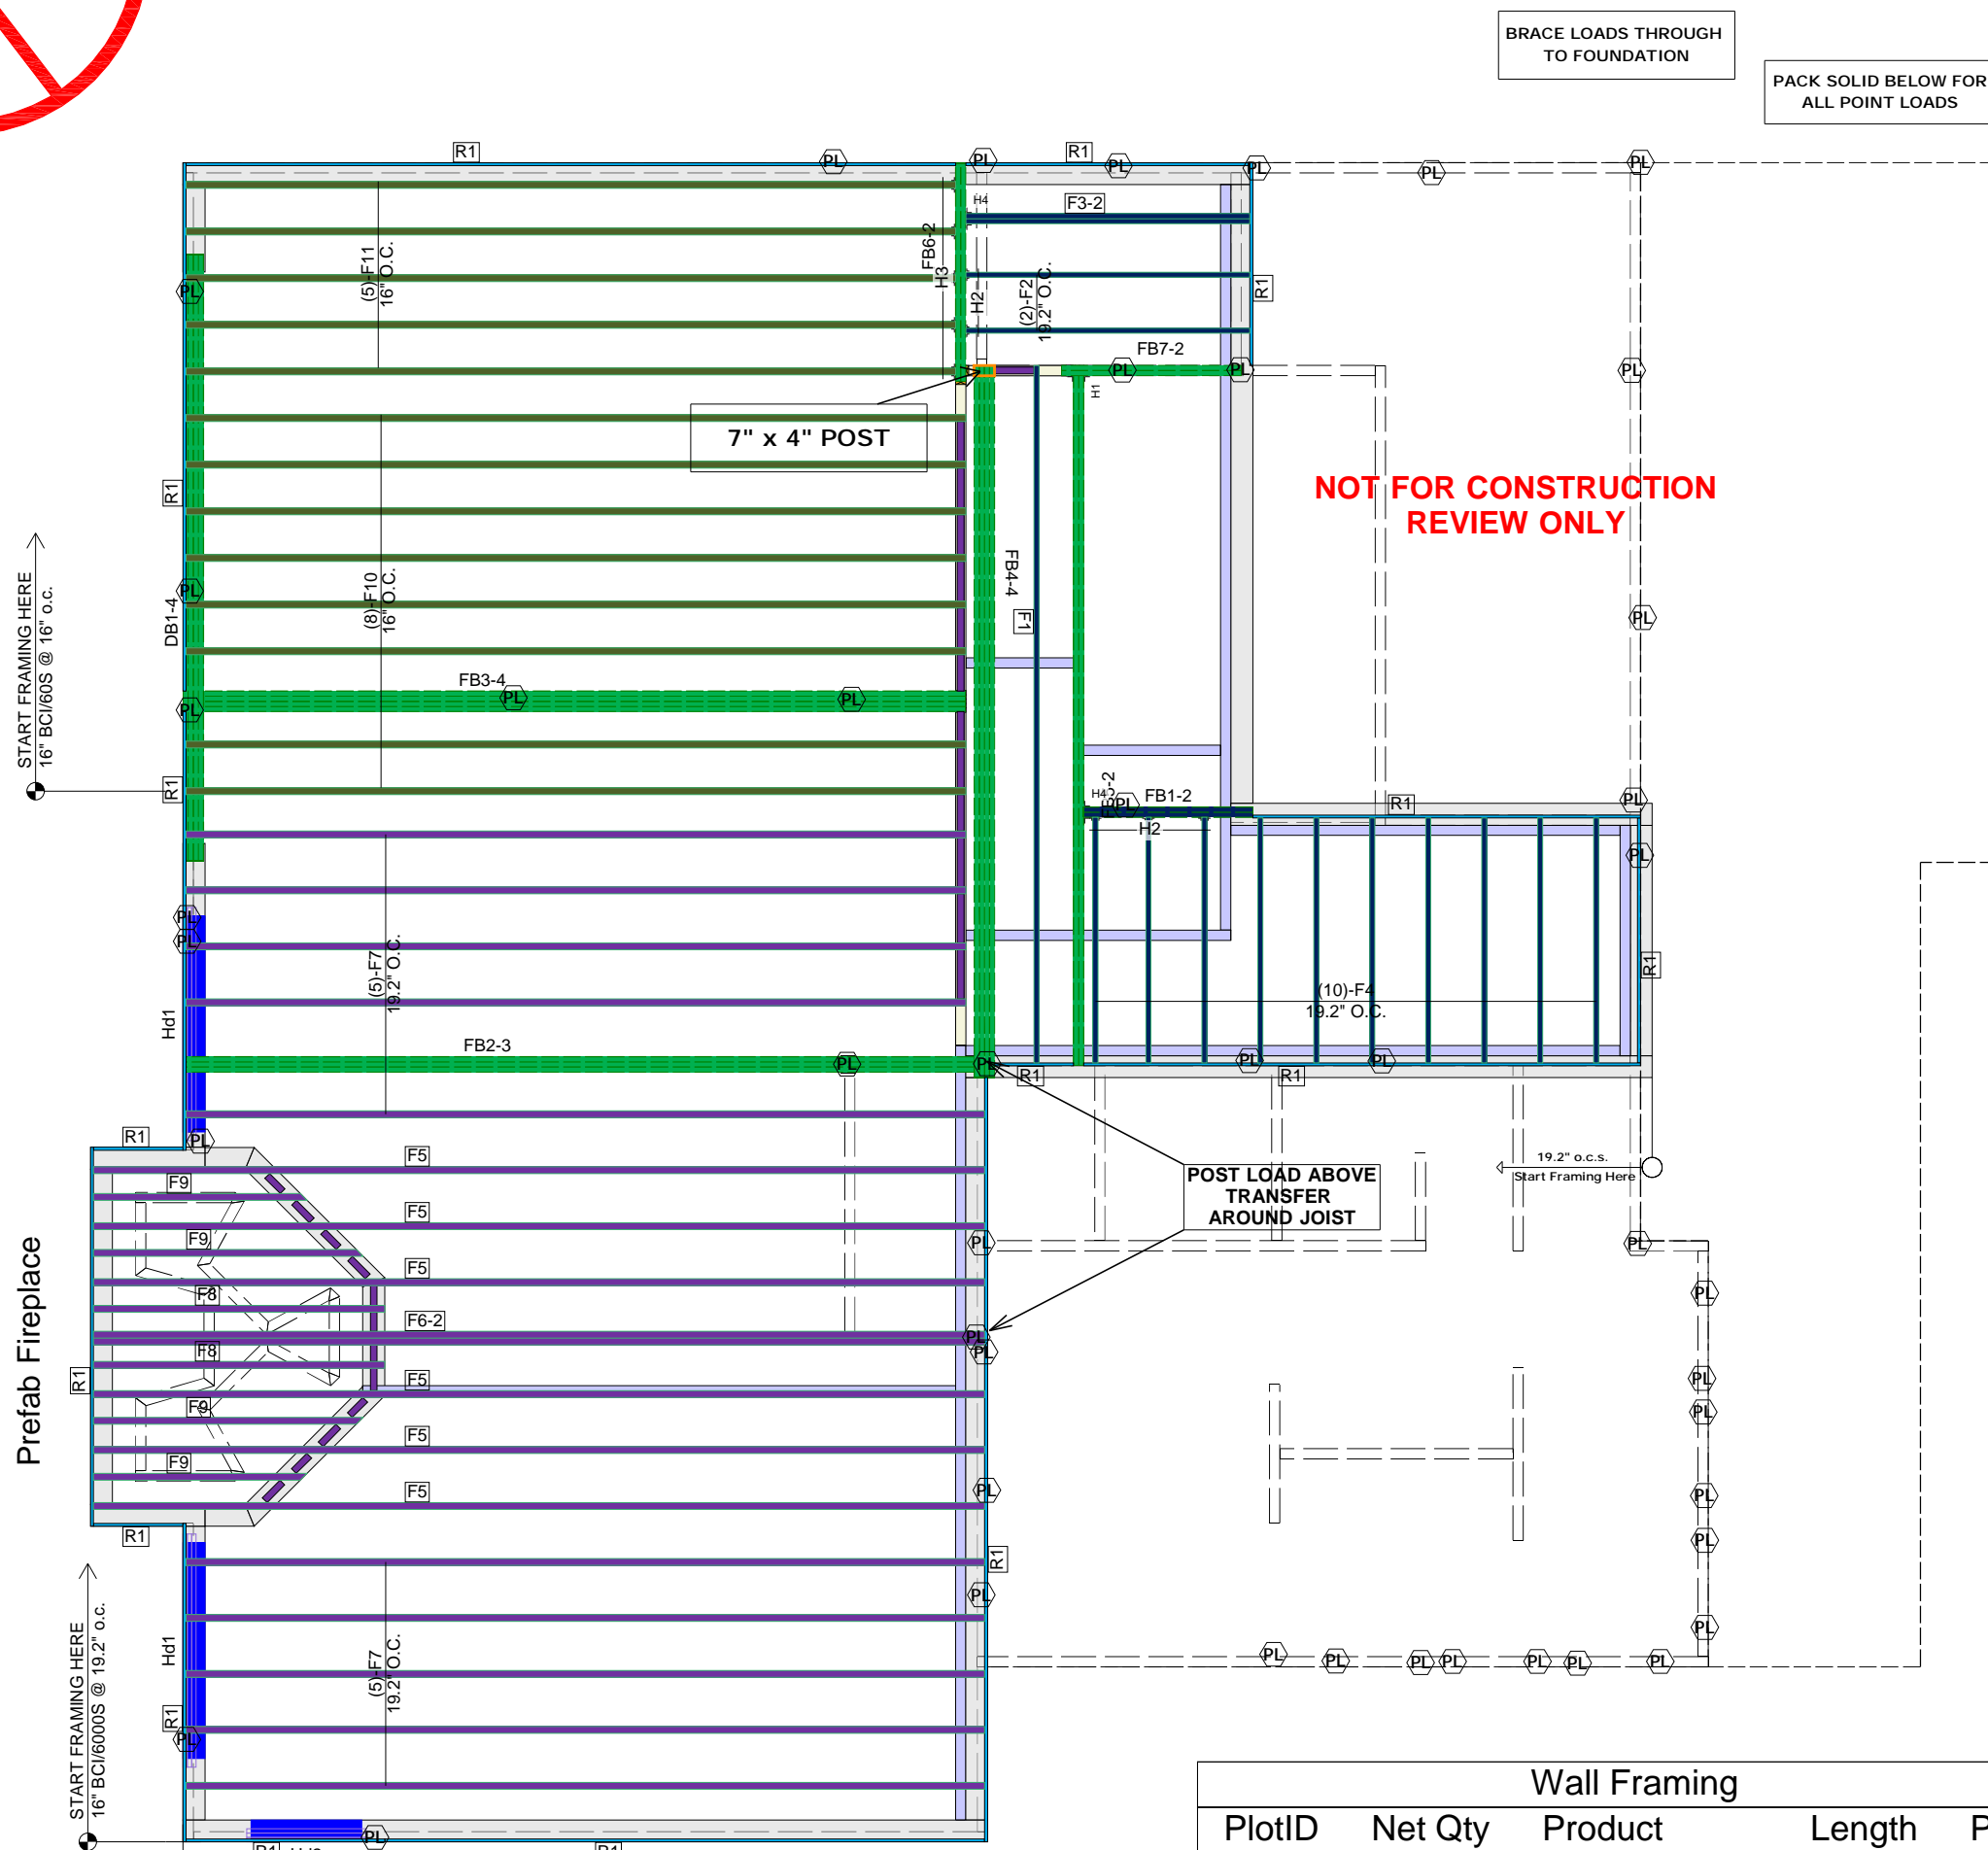 BRACE LOADS THROUGH
TO FOUNDATION
PACK SOLID BELOW FOR
ALL POINT LOADS
R1
PL
PL
R1
PL
PL
PL
PL
H4
F3-2
FB6-2
H3
H2
(2)-F2
19.2" O.C.
R1
(5)-F11
16" O.C.
PL
FB7-2
PL
PL
PL
H1
7" x 4" POST
NOT FOR CONSTRUCTION
REVIEW ONLY
R1
START FRAMING HERE
16" BCI/60S @ 16" o.c.
DB1-4
PL
(8)-F10
16" O.C.
FB4-4
F1
PL
FB3-4
PL
PL
PL
R1
H4
PL
FB1-2
H2
R1
PL
PL
PL
PL
(5)-F7
19.2" O.C.
Hd1
R1
(10)-F4
19.2" O.C.
FB2-3
PL
PL
R1
PL
R1
PL
R1
PL
F5
F9
POST LOAD ABOVE
TRANSFER
AROUND JOIST
19.2" o.c.s.
Start Framing Here
F5
F9
PL
PL
F5
F8
PL
F6-2
PL
PL
F8
Prefab Fireplace
R1
F5
PL
F9
PL
F5
F9
F5
PL
PL
R1
PL
R1
PL
PL
START FRAMING HERE
16" BCI/6000S @ 19.2" o.c.
Hd1
(5)-F7
19.2" O.C.
R1
PL
PL
PL
PL
PL
PL
PL
PL
PL
PL
R1
R1
Wall Framing
PlotID Net Qty Product Length